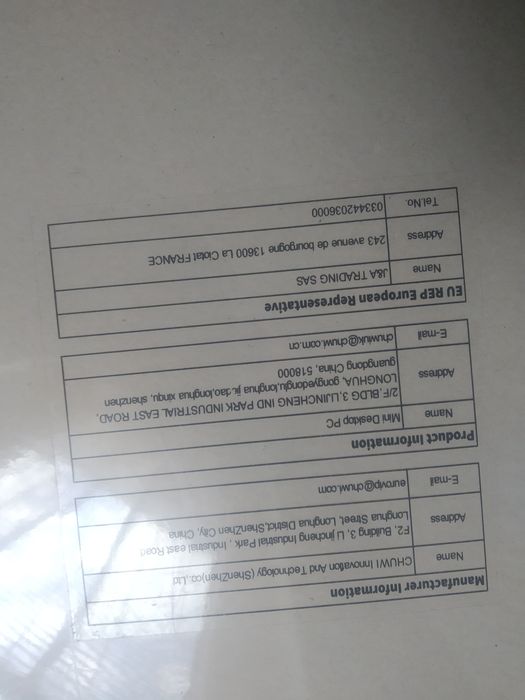 Manufacturer Information
Name CHUWI Innovation And Technology (ShenZhen)co.,Ltd
Address F2, Building 3, Li jincheng Industrial Park , Industrial east Road
Longhua Street, Longhua District,ShenZhen City, China
E-mail eurovip@chuwi.com
Product Information
Name Mini Desktop PC
Address 2/F,BLDG 3,LIJINCHENG IND PARK INDUSTRIAL EAST ROAD,
LONGHUA, gongyedonglu,longhua jie dao,longhua xinqu, shenzhen
guangdong China, 518000
E-mail chuwiuk@chuwi.com.cn
EU REP European Representative
Name J&A TRADING SAS
Address 243 avenue de bourgogne 13600 La Ciotat FRANCE
Tel.No. 033442036000